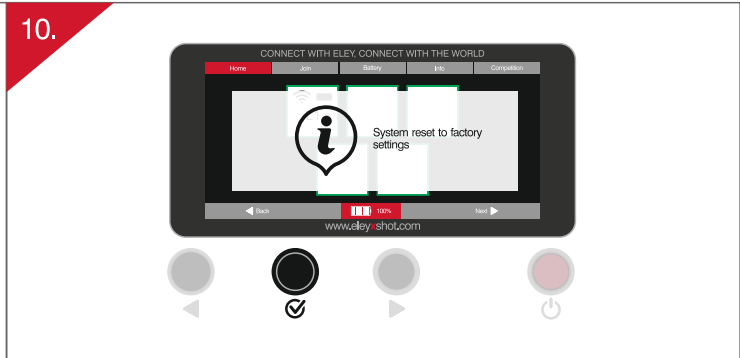 10.
CONNECT WITH ELEY, CONNECT WITH THE WORLD
Home Join Battery Info Competition
i
System reset to factory
settings
Back 100% Next
www.eleyxshot.com